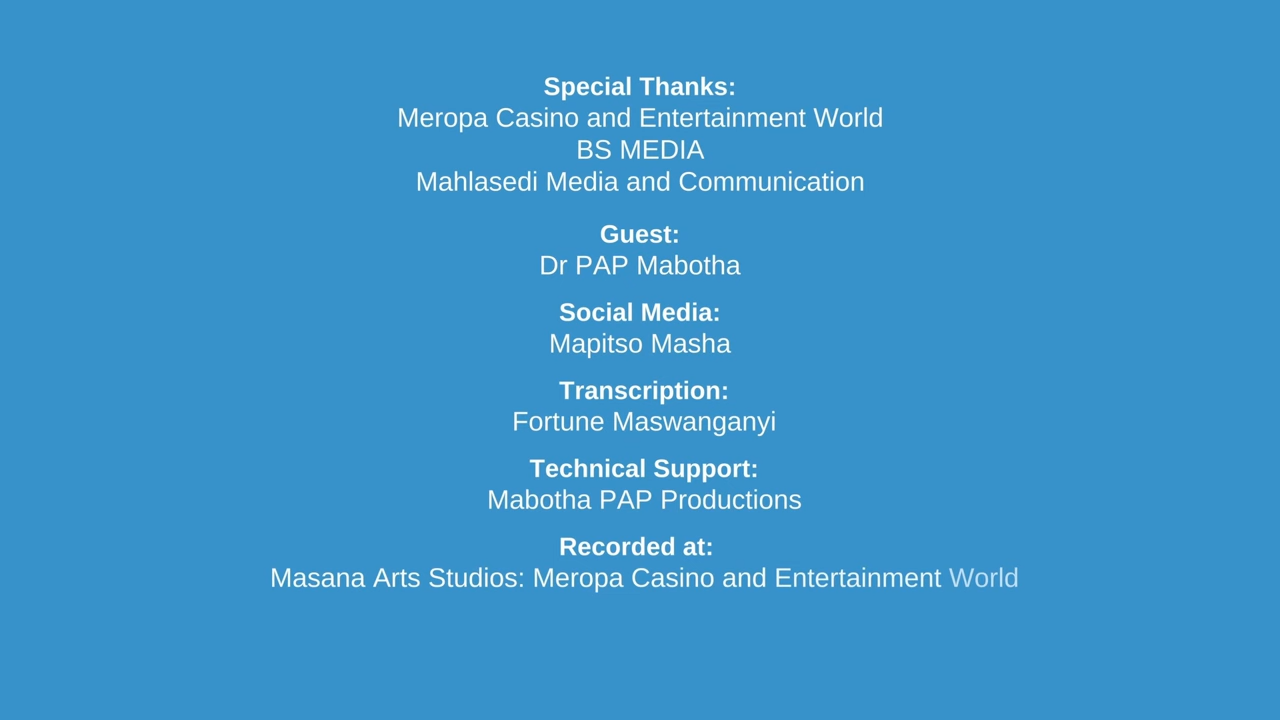 Special Thanks:
Meropa Casino and Entertainment World
BS MEDIA
Mahlasedi Media and Communication
Guest:
Dr PAP Mabotha
Social Media:
Mapitso Masha
Transcription:
Fortune Maswanganyi
Technical Support:
Mabotha PAP Productions
Recorded at:
Masana Arts Studios: Meropa Casino and Entertainment World